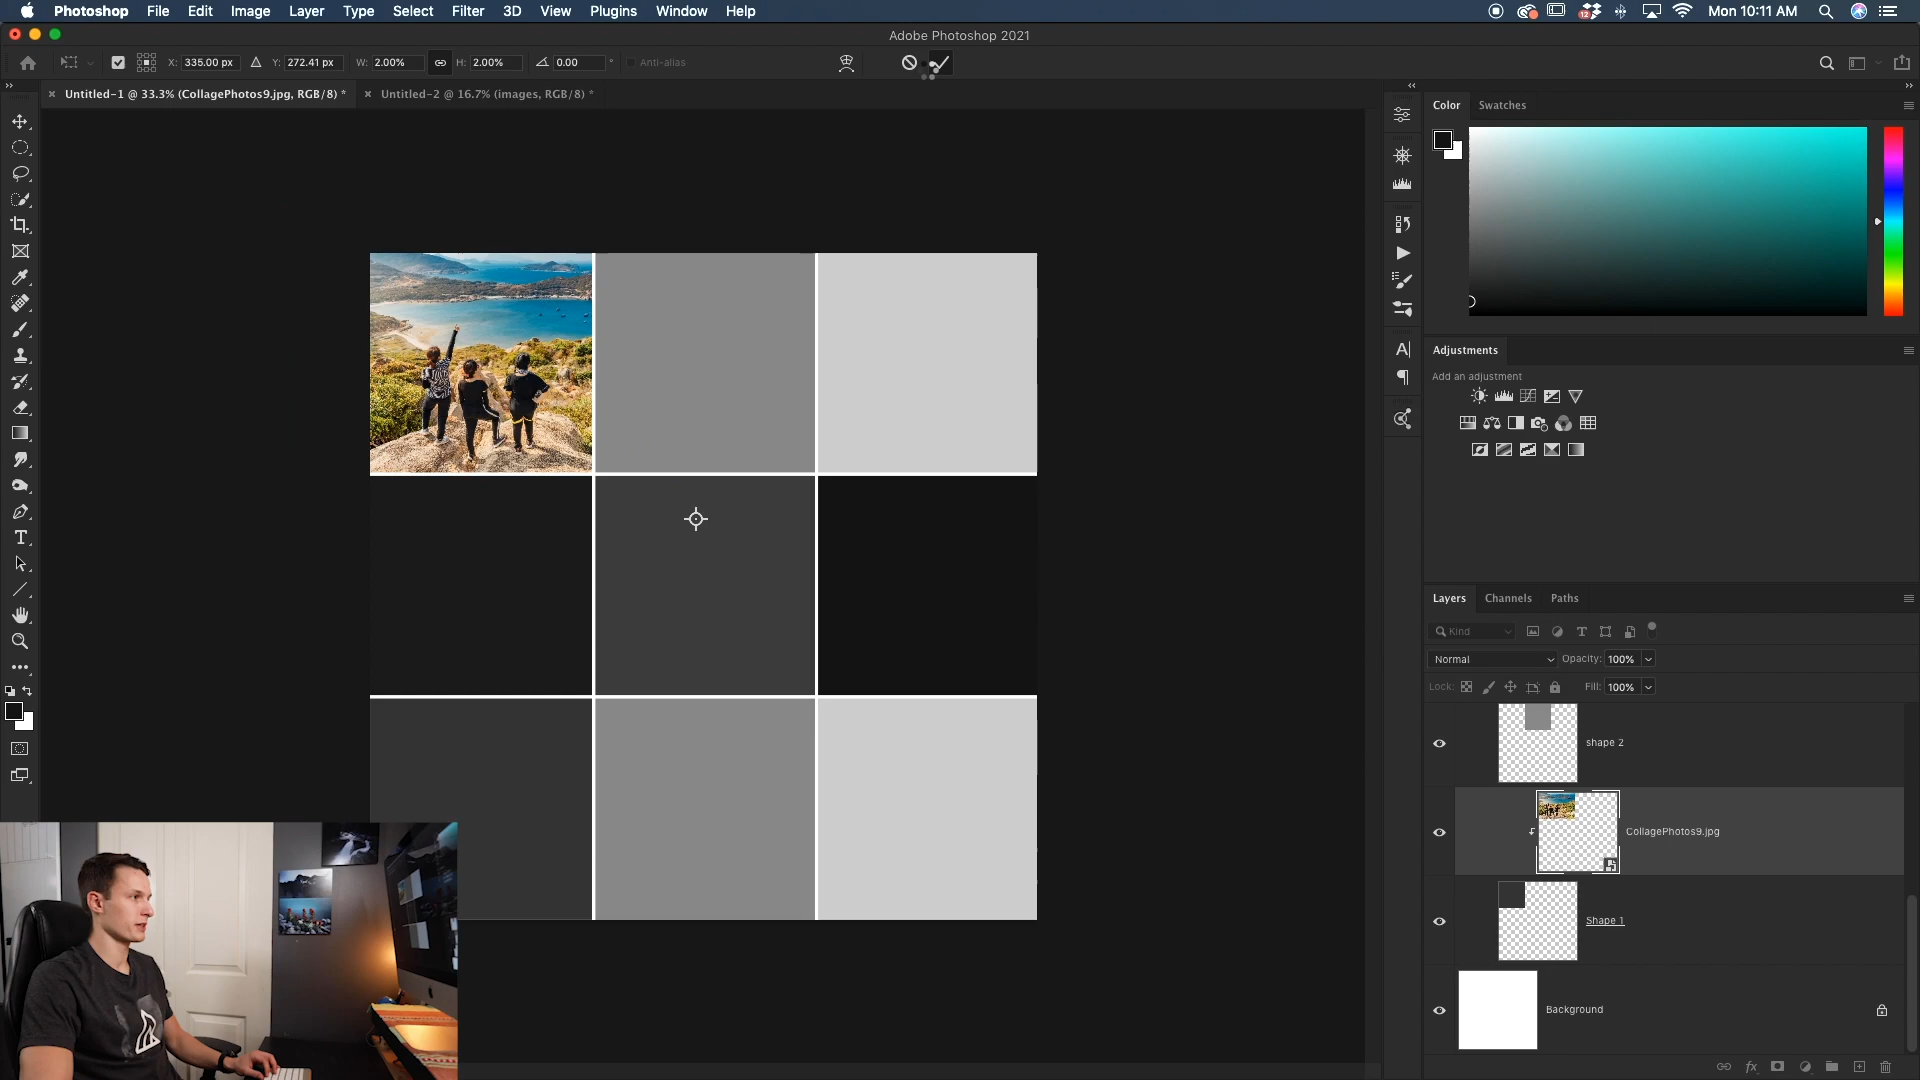 Photoshop File Edit Image Layer Type Select Filter 3D View Plugins Window Help
12
Mon 10:11 AM
Adobe Photoshop 2021
X: 335.00 px
Y: 272.41 px
W: 2.00%
H: 2.00%
0.00 °
Anti-alias
Untitled-1 @ 33.3% (CollagePhotos9.jpg, RGB/8) *
Untitled-2 @ 16.7% (images, RGB/8) *
Color Swatches
Adjustments
Add an adjustment
Layers Channels Paths
Kind
Normal
Opacity: 100%
Lock:
Fill: 100%
shape 2
CollagePhotos9.jpg
Shape 1
Background